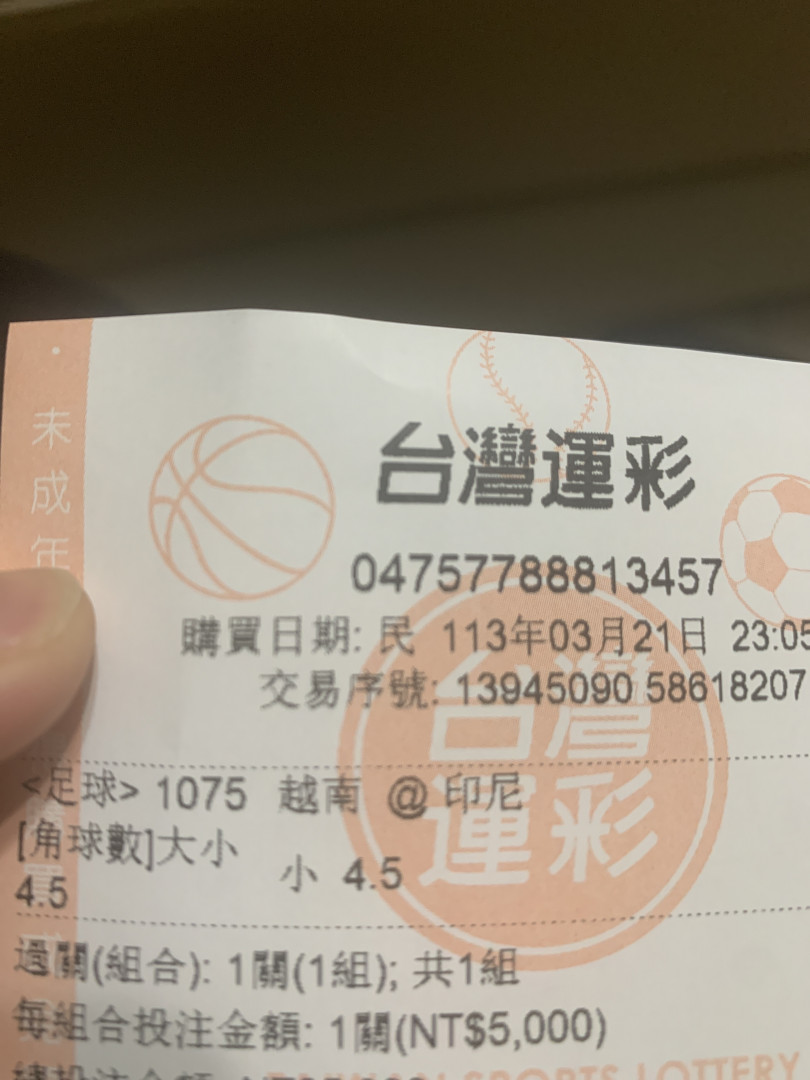 未成年
台灣運彩
04757788813457
購買日期: 民 113年03月21日 23:05
交易序號: 13945090 58618207
台灣
運彩
<足球> 1075 越南 @ 印尼
[角球數]大小 小 4.5
4.5
過關(組合): 1關(1組); 共1組
每組合投注金額: 1關(NT$5,000)
SPORTS LOTTERY